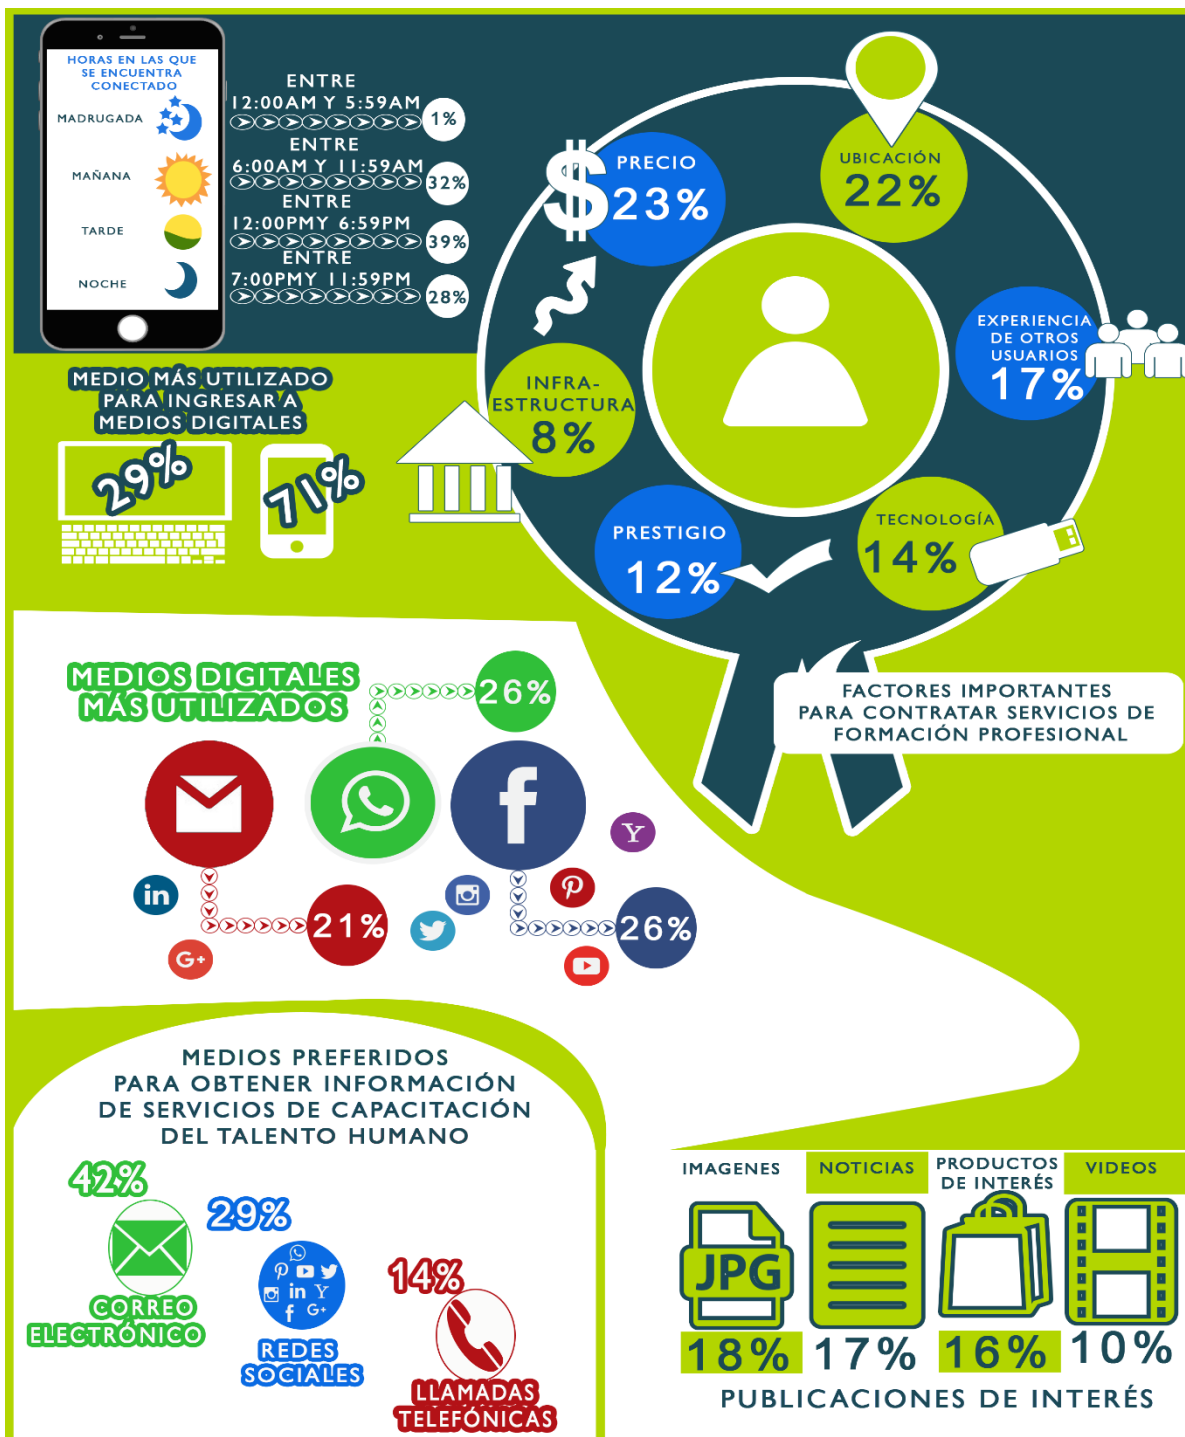 HORAS EN LAS QUE
SE ENCUENTRA
CONECTADO
MADRUGADA
MAÑANA
TARDE
NOCHE
ENTRE
12:00AM Y 5:59AM
1%
ENTRE
6:00AM Y 11:59AM
32%
ENTRE
12:00PMY 6:59PM
39%
ENTRE
7:00PMY 11:59PM
28%
PRECIO
$
23%
UBICACIÓN
22%
EXPERIENCIA
DE OTROS
USUARIOS
17%
INFRA-
ESTRUCTURA
8%
PRESTIGIO
12%
TECNOLOGÍA
14%
FACTORES IMPORTANTES
PARA CONTRATAR SERVICIOS DE
FORMACIÓN PROFESIONAL
MEDIO MÁS UTILIZADO
PARA INGRESAR A
MEDIOS DIGITALES
29%
71%
MEDIOS DIGITALES
MÁS UTILIZADOS
26%
f
Y
in
G+
21%
26%
MEDIOS PREFERIDOS
PARA OBTENER INFORMACIÓN
DE SERVICIOS DE CAPACITACIÓN
DEL TALENTO HUMANO
42%
CORREO
ELECTRÓNICO
29%
in Y
f G+
REDES
SOCIALES
14%
LLAMADAS
TELEFÓNICAS
IMAGENES
NOTICIAS
PRODUCTOS
DE INTERÉS
VIDEOS
JPG
18%
17%
16%
10%
PUBLICACIONES DE INTERÉS